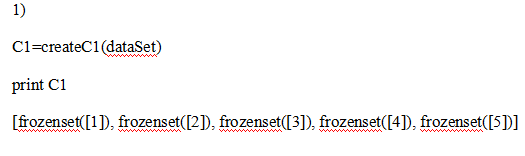 1)
C1=createC1(dataSet)
print C1
[frozenset([1]), frozenset([2]), frozenset([3]), frozenset([4]), frozenset([5])]